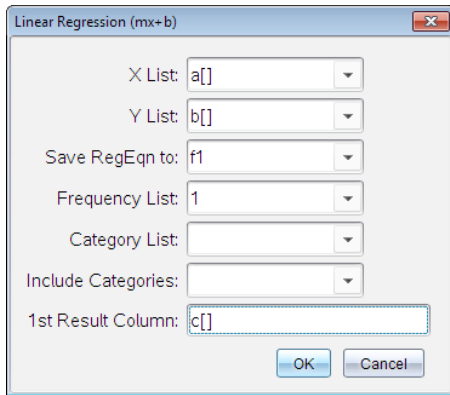 Linear Regression (mx+b)
X List: a[]
Y List: b[]
Save RegEqn to: f1
Frequency List: 1
Category List:
Include Categories:
1st Result Column: c[]
OK Cancel